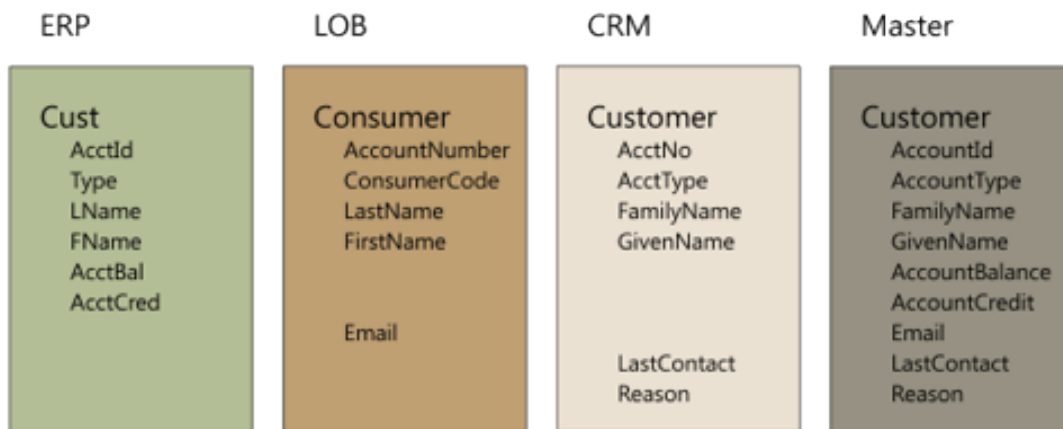 ERP
Cust
AcctId
Type
LName
FName
AcctBal
AcctCred
LOB
Consumer
AccountNumber
ConsumerCode
LastName
FirstName
Email
CRM
Customer
AcctNo
AcctType
FamilyName
GivenName
LastContact
Reason
Master
Customer
AccountId
AccountType
FamilyName
GivenName
AccountBalance
AccountCredit
Email
LastContact
Reason